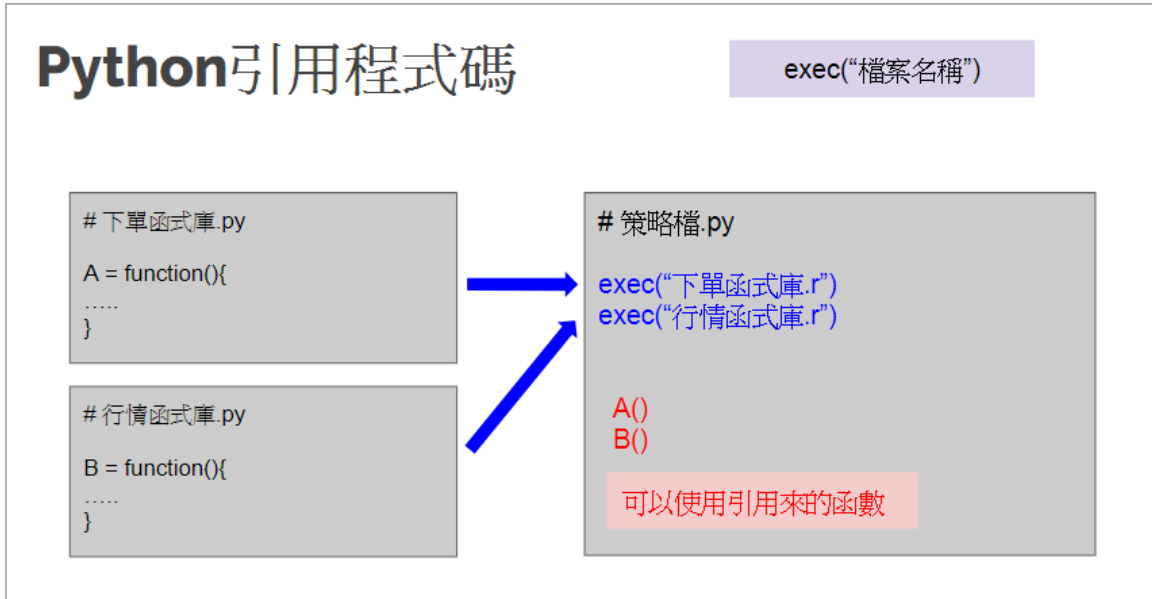 Python引用程式碼
exec(“檔案名稱”)
# 下單函式庫.py
A = function(){
.....
}
# 行情函式庫.py
B = function(){
.....
}
# 策略檔.py
exec(“下單函式庫.r”)
exec(“行情函式庫.r”)
A()
B()
可以使用引用來的函數